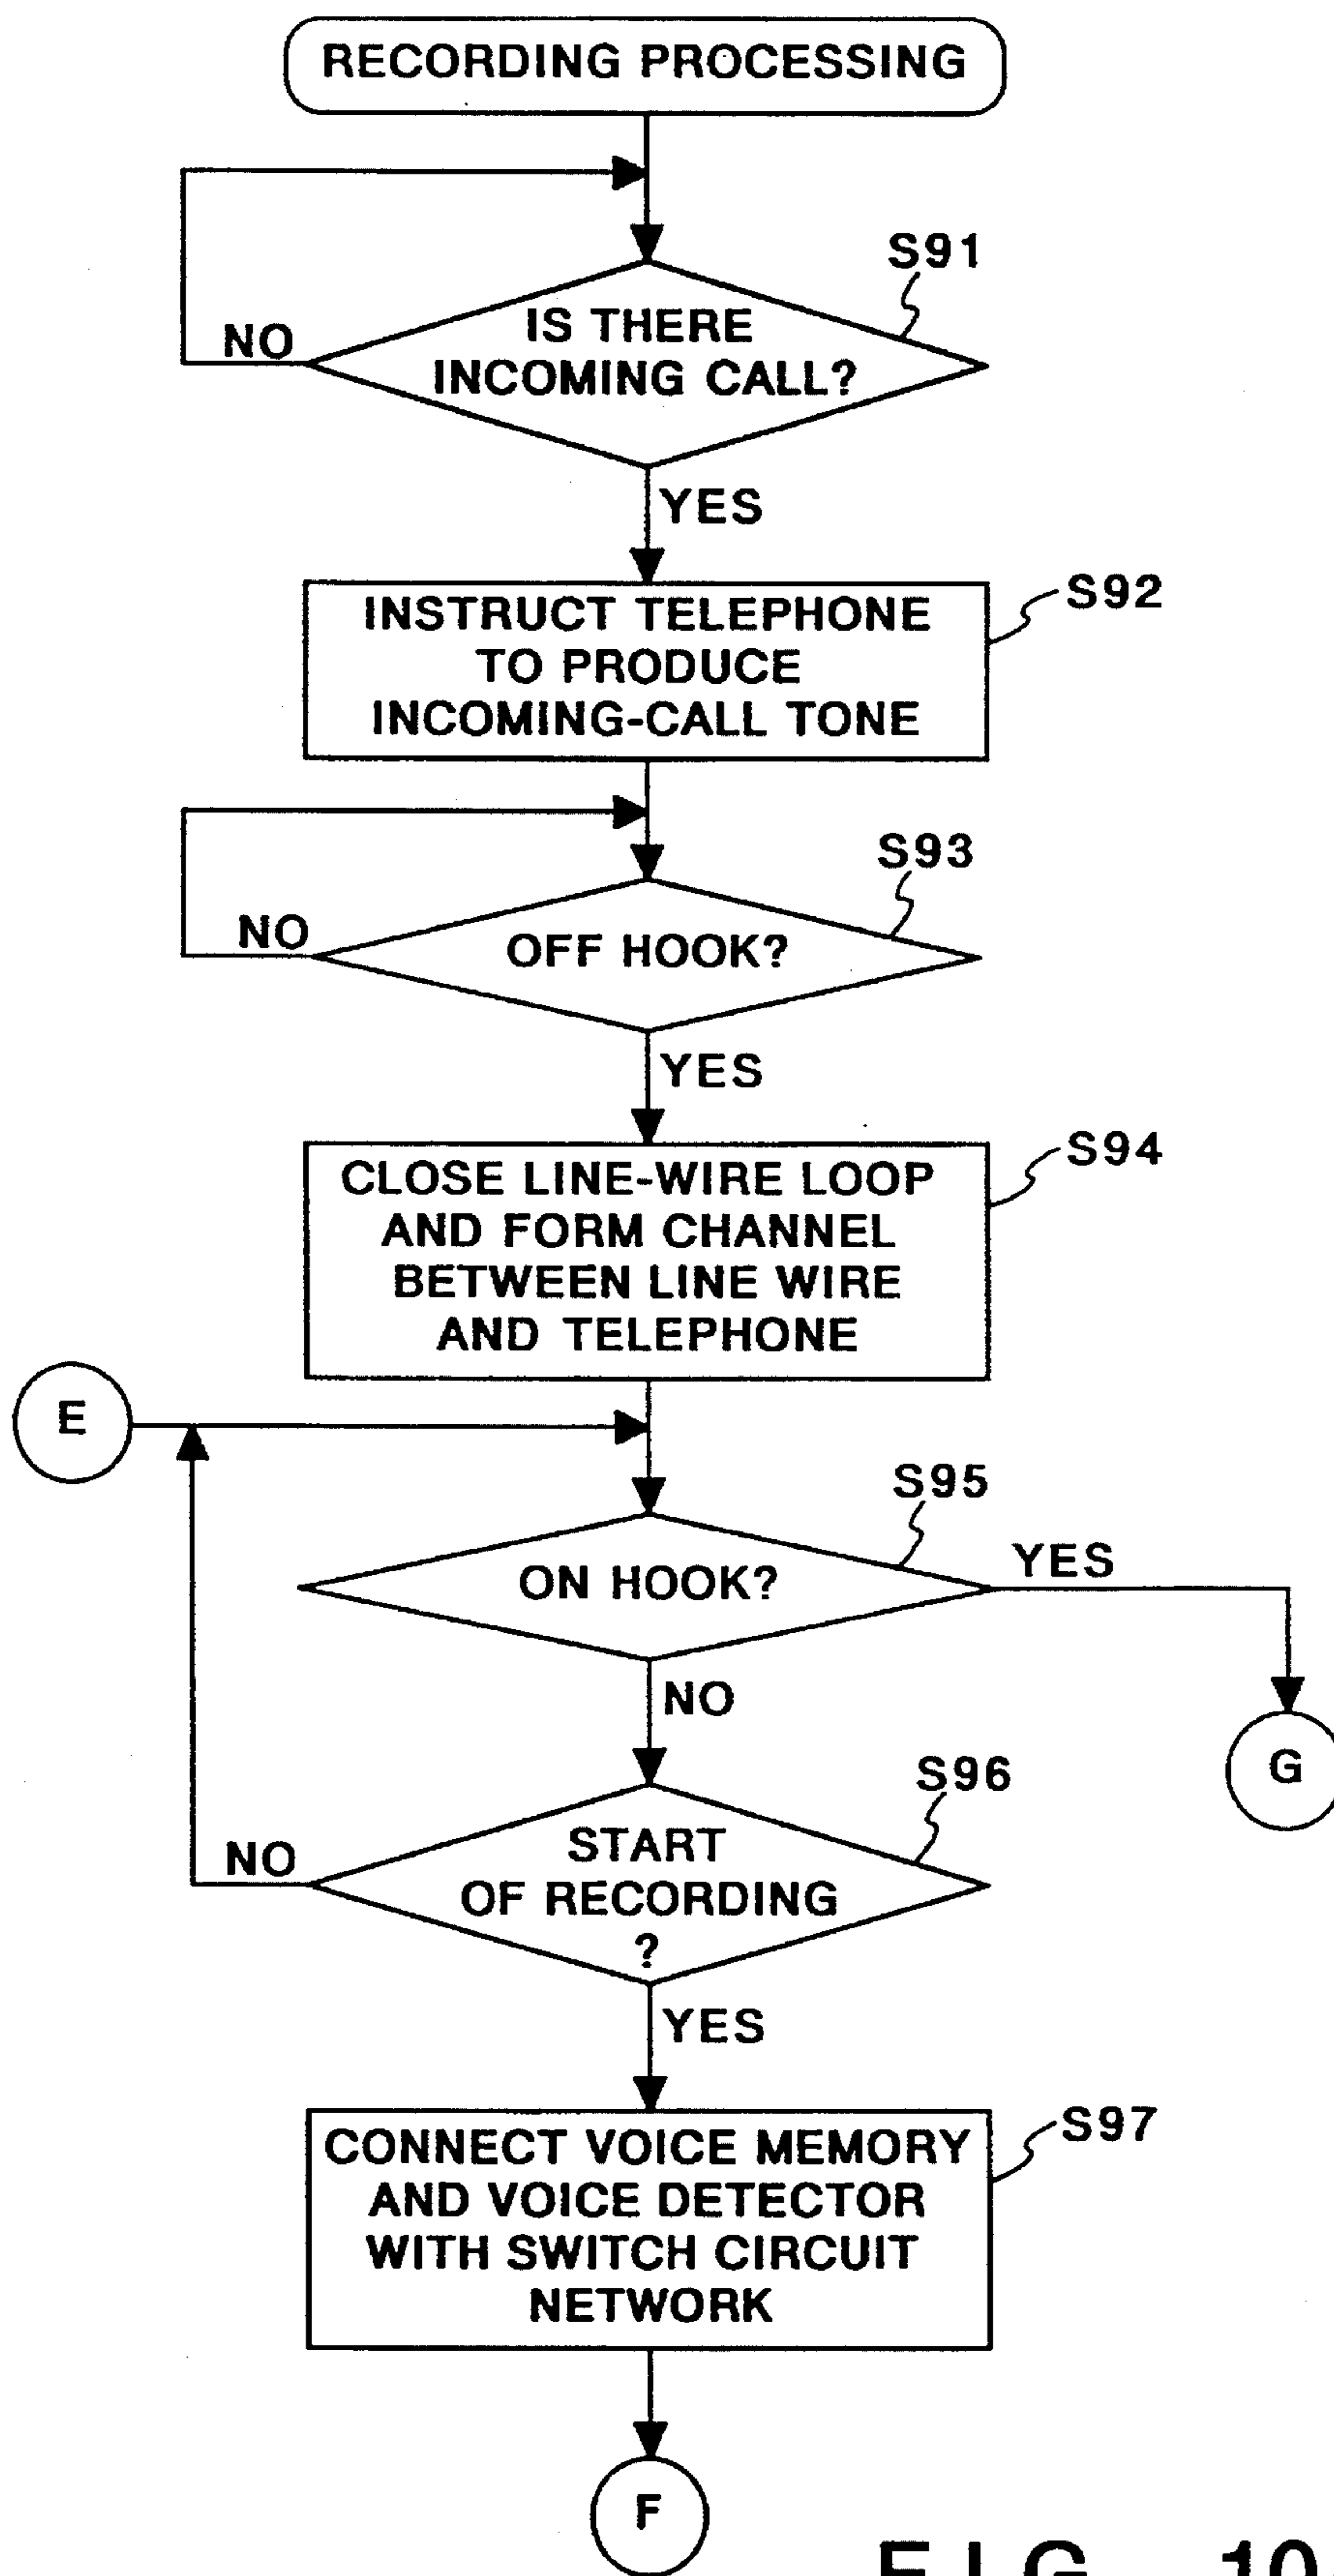 RECORDING PROCESSING
S91
IS THERE
INCOMING CALL?
NO
YES
S92
INSTRUCT TELEPHONE
TO PRODUCE
INCOMING-CALL TONE
S93
NO
OFF HOOK?
YES
S94
CLOSE LINE-WIRE LOOP
AND FORM CHANNEL
BETWEEN LINE WIRE
AND TELEPHONE
E
S95
ON HOOK?
YES
NO
G
S96
START
OF RECORDING
?
NO
YES
S97
CONNECT VOICE MEMORY
AND VOICE DETECTOR
WITH SWITCH CIRCUIT
NETWORK
F
FIG. 10